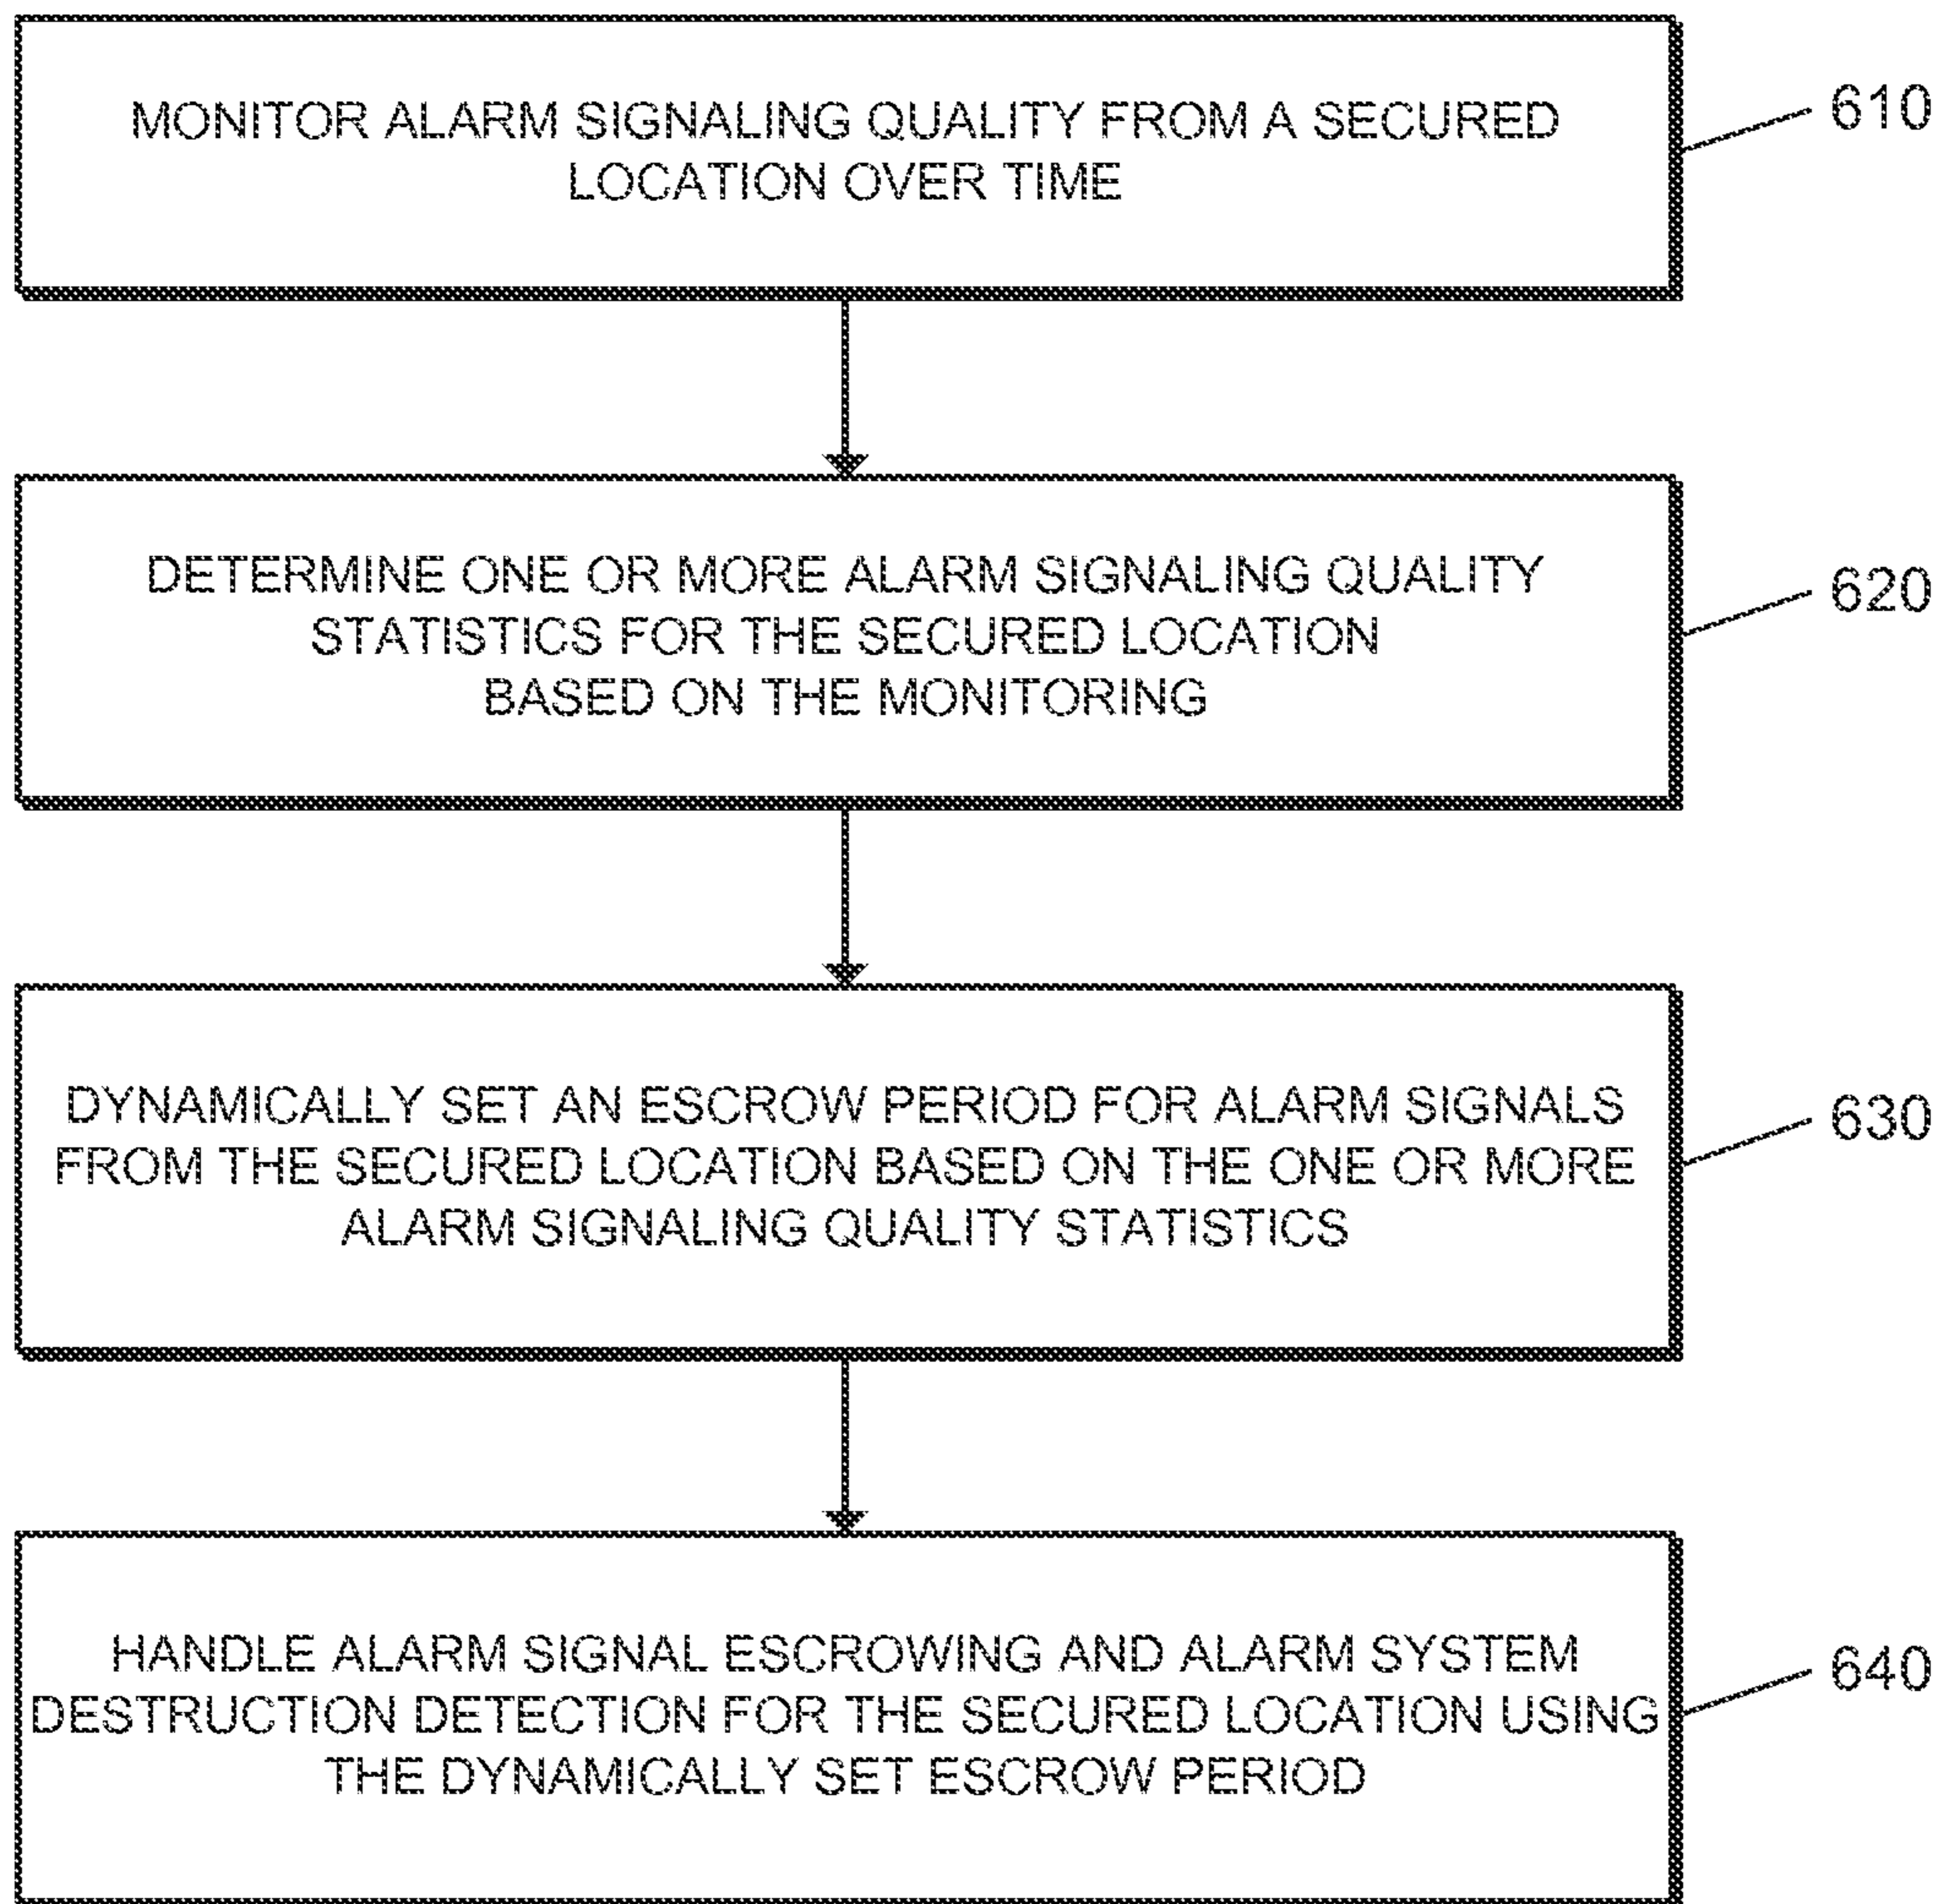 MONITOR ALARM SIGNALING QUALITY FROM A SECURED
LOCATION OVER TIME
610
DETERMINE ONE OR MORE ALARM SIGNALING QUALITY
STATISTICS FOR THE SECURED LOCATION
BASED ON THE MONITORING
620
DYNAMICALLY SET AN ESCROW PERIOD FOR ALARM SIGNALS
FROM THE SECURED LOCATION BASED ON THE ONE OR MORE
ALARM SIGNALING QUALITY STATISTICS
630
HANDLE ALARM SIGNAL ESCROWING AND ALARM SYSTEM
DESTRUCTION DETECTION FOR THE SECURED LOCATION USING
THE DYNAMICALLY SET ESCROW PERIOD
640